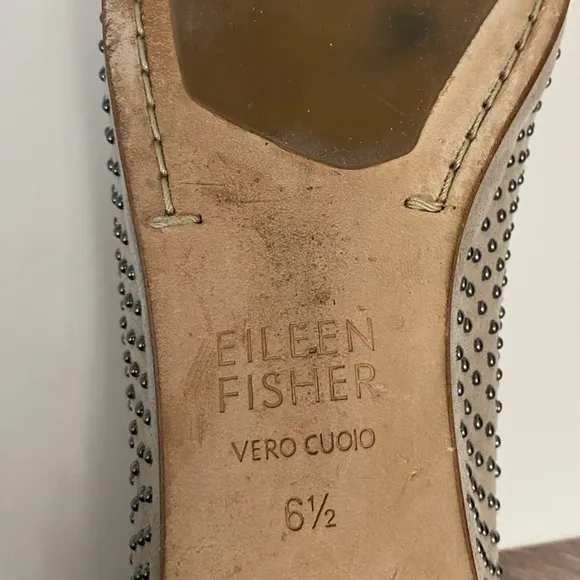 EILEEN
FISHER
VERO CUOIO
6½